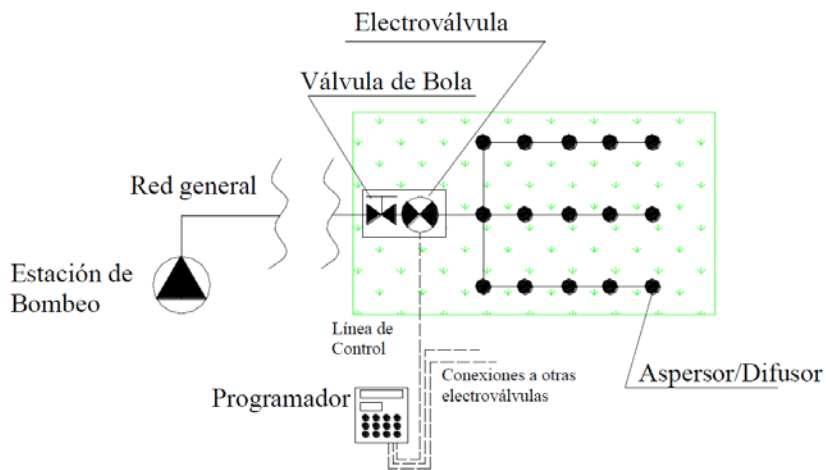 Electroválvula
Válvula de Bola
Red general
Estación de
Bombeo
Línea de
Control
Conexiones a otras
electroválvulas
Aspersor/Difusor
Programador